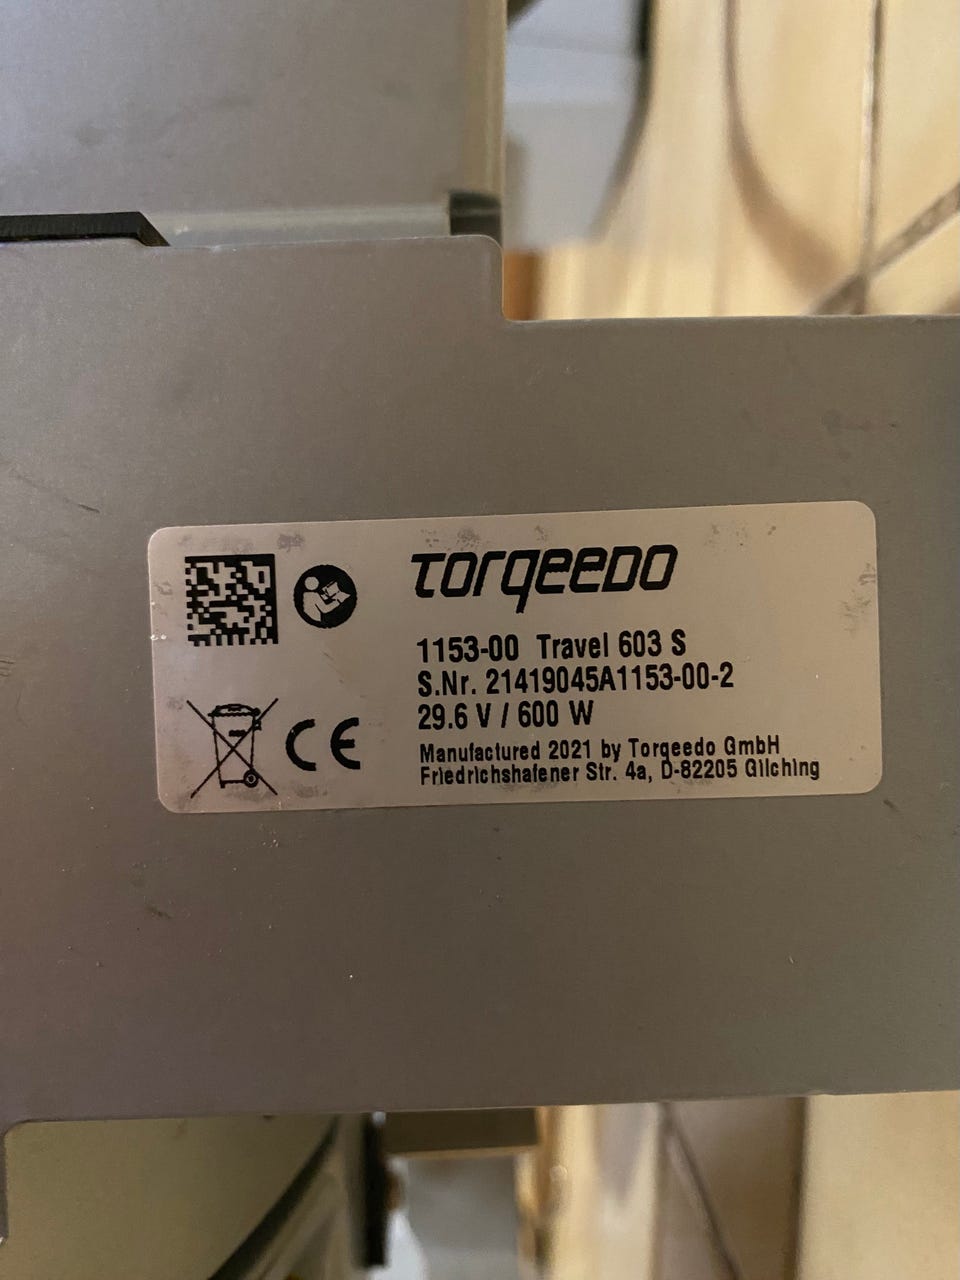 Torqeedo
1153-00 Travel 603 S
S.Nr. 21419045A1153-00-2
29.6 V / 600 W
Manufactured 2021 by Torqeedo GmbH
Friedrichshafener Str. 4a, D-82205 Gilching
CE